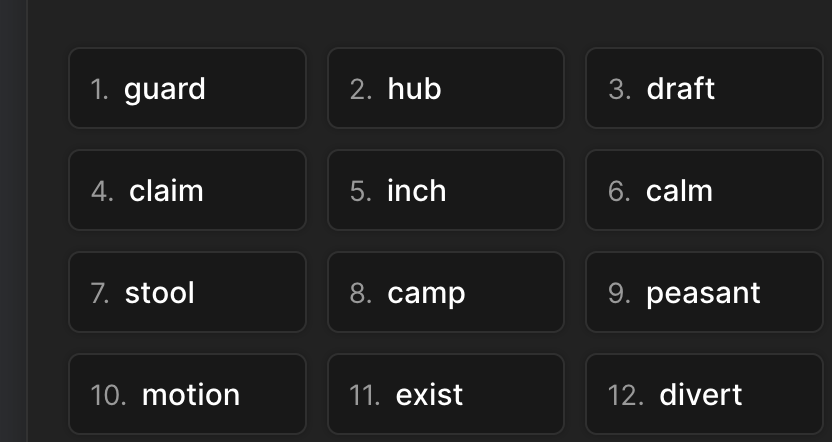 1. guard 2. hub 3. draft
4. claim 5. inch 6. calm
7. stool 8. camp 9. peasant
10. motion 11. exist 12. divert